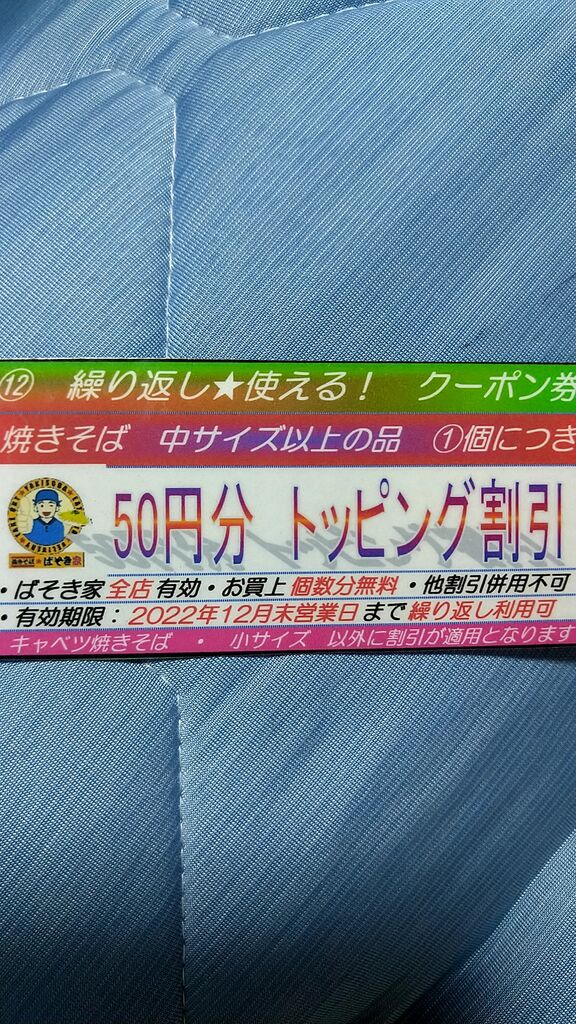 ⑫ 繰り返し★使える! クーポン券
焼きそば 中サイズ以上の品 ①個につき
50円分 トッピング割引
・ばそき家 全店 有効・お買上 個数分無料 ・他割引併用不可
・有効期限：2022年12月末営業日 まで 繰り返し利用可
キャベツ焼きそば ・ 小サイズ 以外に割引が適用となります